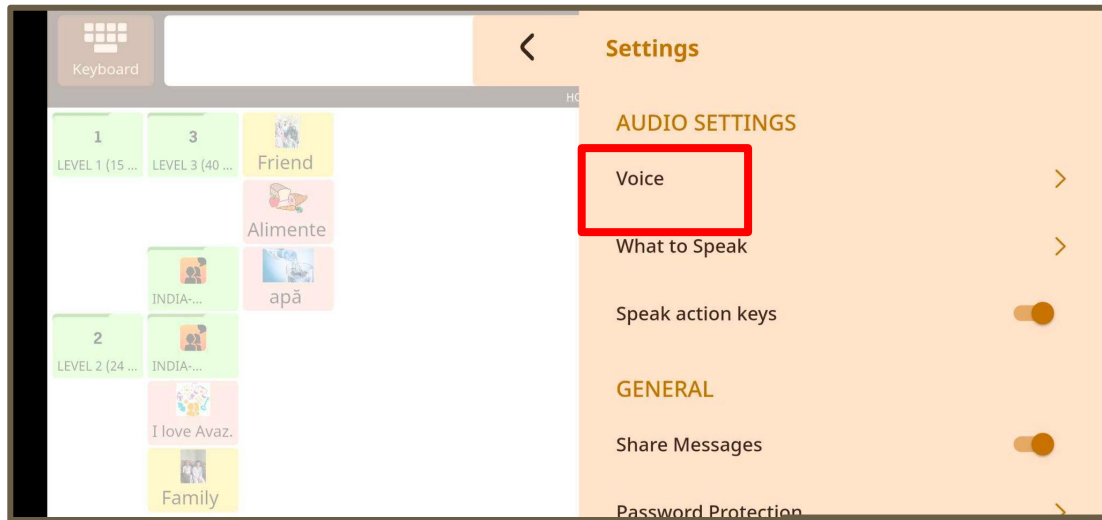 Keyboard
HO
1
LEVEL 1 (15 ...
3
LEVEL 3 (40 ...
Friend
Alimente
INDIA-...
apă
2
LEVEL 2 (24 ...
INDIA-...
I love Avaz.
Family
Settings
AUDIO SETTINGS
Voice
What to Speak
Speak action keys
GENERAL
Share Messages
Password Protection